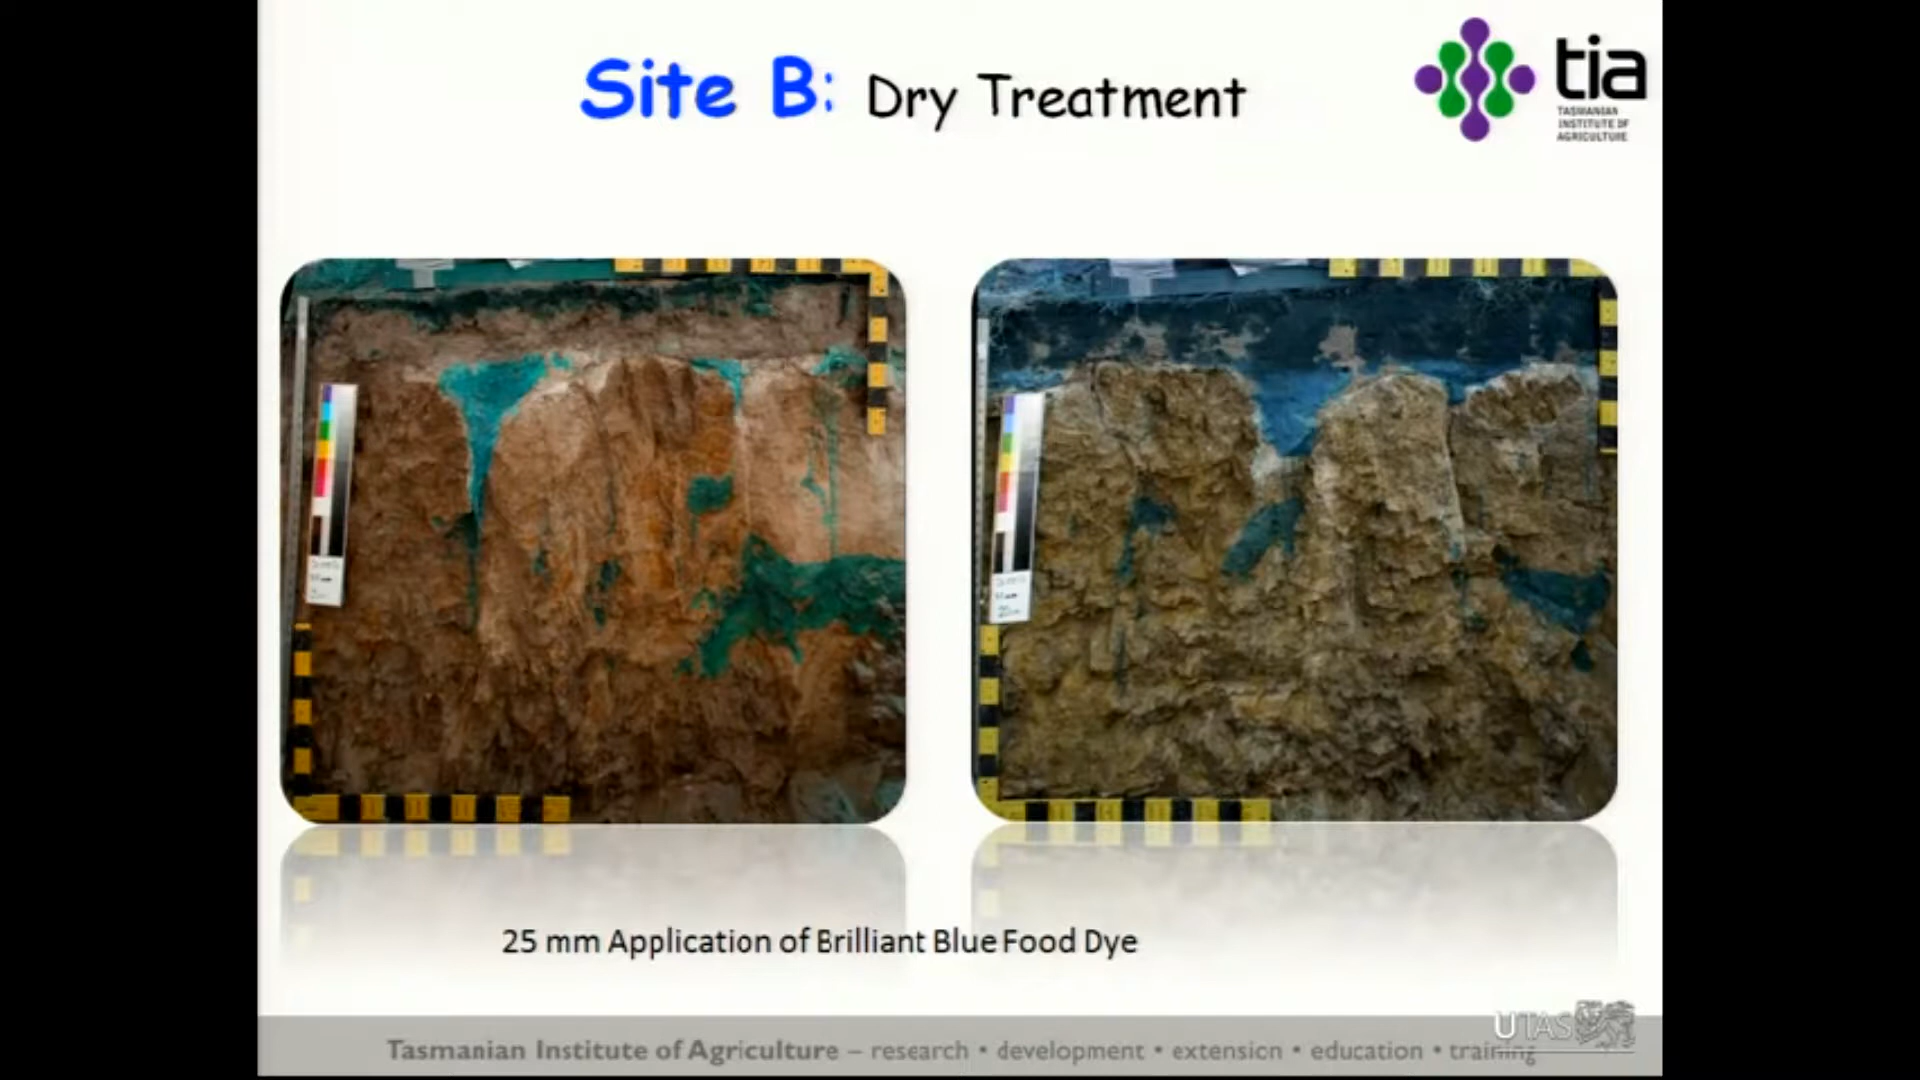 Site B: Dry Treatment
tia
TASMANIAN
INSTITUTE OF
AGRICULTURE
25 mm Application of Brilliant Blue Food Dye
UTAS
Tasmanian Institute of Agriculture – research • development • extension • education • training